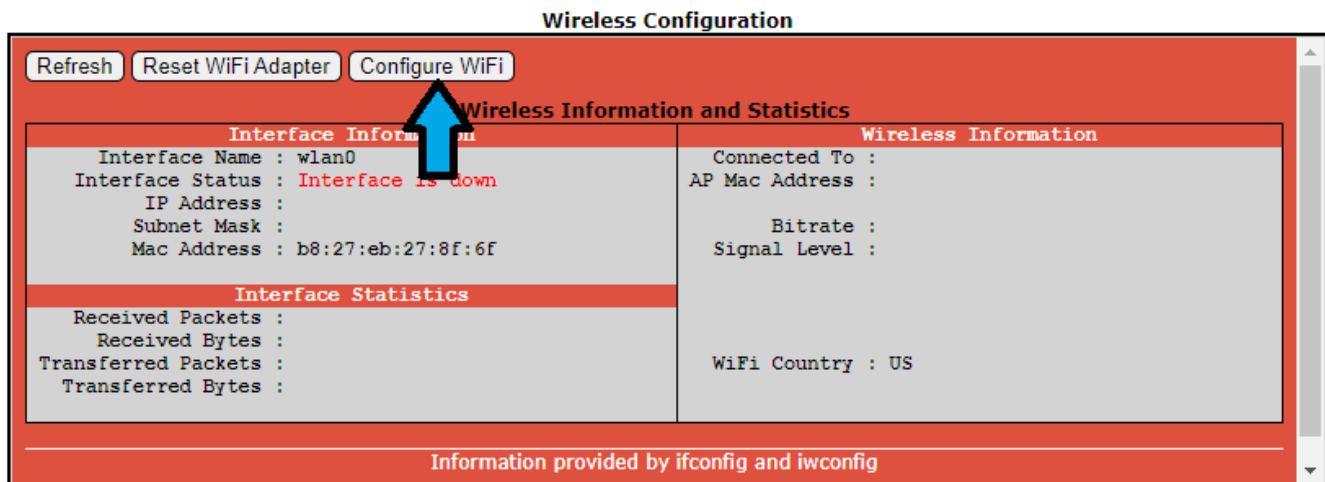 Wireless Configuration
Refresh Reset WiFi Adapter Configure WiFi
Wireless Information and Statistics
Interface Information
Interface Name : wlan0
Interface Status : Interface is down
IP Address :
Subnet Mask :
Mac Address : b8:27:eb:27:8f:6f
Interface Statistics
Received Packets :
Received Bytes :
Transferred Packets :
Transferred Bytes :
Wireless Information
Connected To :
AP Mac Address :
Bitrate :
Signal Level :
WiFi Country : US
Information provided by ifconfig and iwconfig